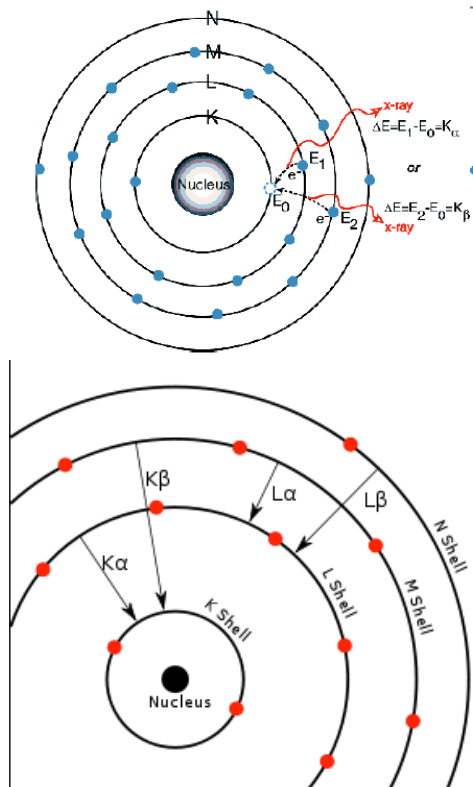 N
M
L
K
Nucleus
E₀
E₁
E₂
e⁻
e⁻
x-ray
ΔE=E₁-E₀=Kα
or
ΔE=E₂-E₀=Kβ
x-ray
Kβ
Lα
Lβ
Kα
K Shell
L Shell
M Shell
N Shell
Nucleus